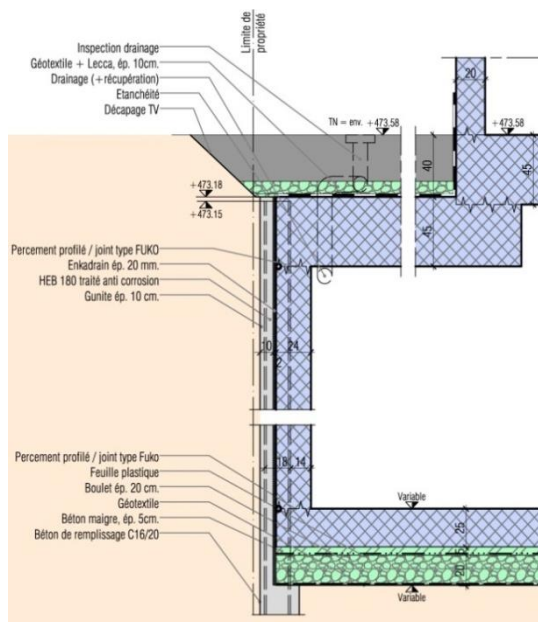 Limite de
propriété
Inspection drainage
Géotextile + Lecca, ép. 10cm.
Drainage (+récupération)
Etanchéité
Décapage TV
20
TN = env. +473.58
+473.58
40
45
+473.18
+473.15
45
Percement profilé / joint type FUKO
Enkadrain ép. 20 mm.
HEB 180 traité anti corrosion
Gunite ép. 10 cm.
10
24
2
18
14
Percement profilé / joint type Fuko
Feuille plastique
Boulet ép. 20 cm.
Géotextile
Béton maigre, ép. 5cm.
Béton de remplissage C16/20
Variable
25
5
20
Variable